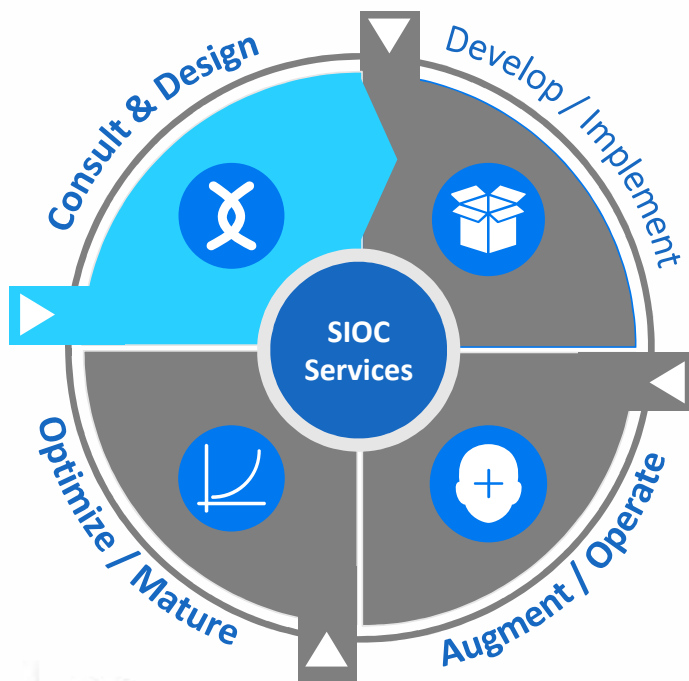 Consult & Design
Develop / Implement
SIOC
Services
Optimize / Mature
Augment / Operate